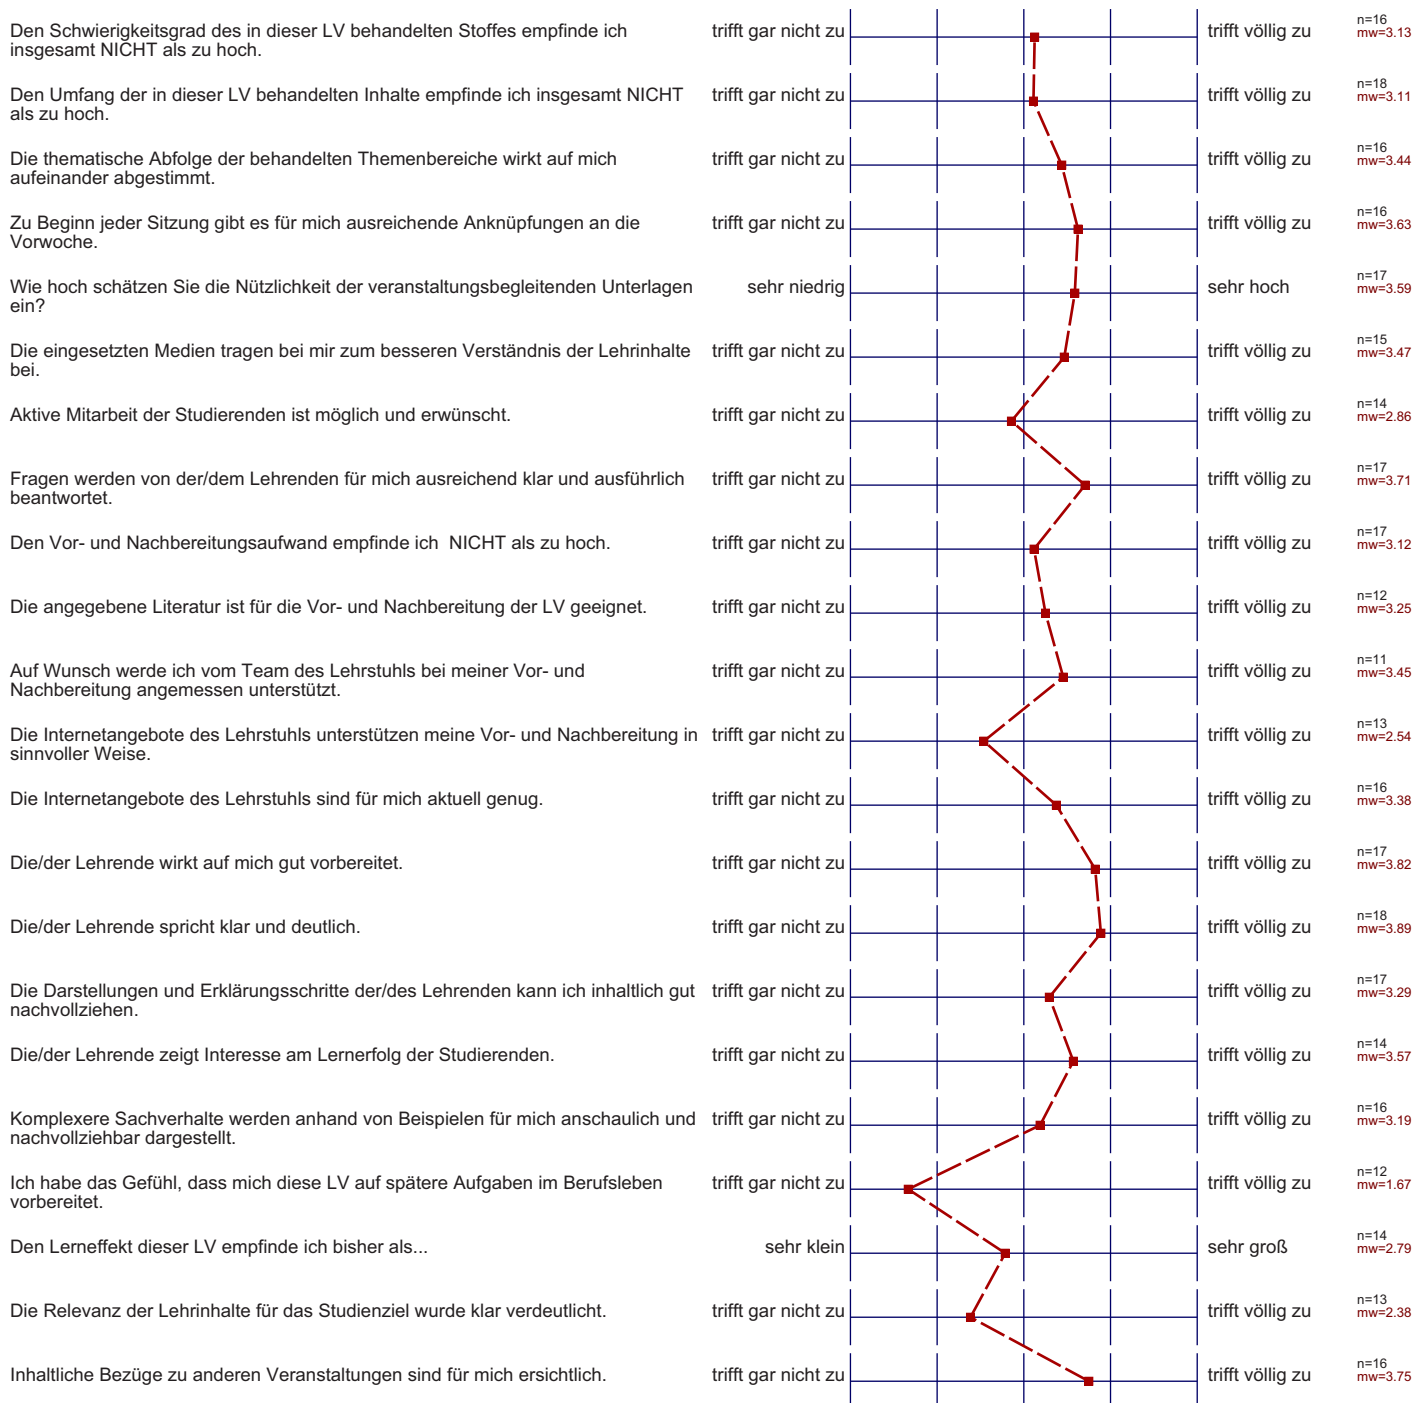 Den Schwierigkeitsgrad des in dieser LV behandelten Stoffes empfinde ich
insgesamt NICHT als zu hoch.
trifft gar nicht zu
trifft völlig zu
n=16
mw=3.13
Den Umfang der in dieser LV behandelten Inhalte empfinde ich insgesamt NICHT
als zu hoch.
trifft gar nicht zu
trifft völlig zu
n=18
mw=3.11
Die thematische Abfolge der behandelten Themenbereiche wirkt auf mich
aufeinander abgestimmt.
trifft gar nicht zu
trifft völlig zu
n=16
mw=3.44
Zu Beginn jeder Sitzung gibt es für mich ausreichende Anknüpfungen an die
Vorwoche.
trifft gar nicht zu
trifft völlig zu
n=16
mw=3.63
Wie hoch schätzen Sie die Nützlichkeit der veranstaltungsbegleitenden Unterlagen
ein?
sehr niedrig
sehr hoch
n=17
mw=3.59
Die eingesetzten Medien tragen bei mir zum besseren Verständnis der Lehrinhalte
bei.
trifft gar nicht zu
trifft völlig zu
n=15
mw=3.47
Aktive Mitarbeit der Studierenden ist möglich und erwünscht.
trifft gar nicht zu
trifft völlig zu
n=14
mw=2.86
Fragen werden von der/dem Lehrenden für mich ausreichend klar und ausführlich
beantwortet.
trifft gar nicht zu
trifft völlig zu
n=17
mw=3.71
Den Vor- und Nachbereitungsaufwand empfinde ich  NICHT als zu hoch.
trifft gar nicht zu
trifft völlig zu
n=17
mw=3.12
Die angegebene Literatur ist für die Vor- und Nachbereitung der LV geeignet.
trifft gar nicht zu
trifft völlig zu
n=12
mw=3.25
Auf Wunsch werde ich vom Team des Lehrstuhls bei meiner Vor- und
Nachbereitung angemessen unterstützt.
trifft gar nicht zu
trifft völlig zu
n=11
mw=3.45
Die Internetangebote des Lehrstuhls unterstützen meine Vor- und Nachbereitung in
sinnvoller Weise.
trifft gar nicht zu
trifft völlig zu
n=13
mw=2.54
Die Internetangebote des Lehrstuhls sind für mich aktuell genug.
trifft gar nicht zu
trifft völlig zu
n=16
mw=3.38
Die/der Lehrende wirkt auf mich gut vorbereitet.
trifft gar nicht zu
trifft völlig zu
n=17
mw=3.82
Die/der Lehrende spricht klar und deutlich.
trifft gar nicht zu
trifft völlig zu
n=18
mw=3.89
Die Darstellungen und Erklärungsschritte der/des Lehrenden kann ich inhaltlich gut
nachvollziehen.
trifft gar nicht zu
trifft völlig zu
n=17
mw=3.29
Die/der Lehrende zeigt Interesse am Lernerfolg der Studierenden.
trifft gar nicht zu
trifft völlig zu
n=14
mw=3.57
Komplexere Sachverhalte werden anhand von Beispielen für mich anschaulich und
nachvollziehbar dargestellt.
trifft gar nicht zu
trifft völlig zu
n=16
mw=3.19
Ich habe das Gefühl, dass mich diese LV auf spätere Aufgaben im Berufsleben
vorbereitet.
trifft gar nicht zu
trifft völlig zu
n=12
mw=1.67
Den Lerneffekt dieser LV empfinde ich bisher als...
sehr klein
sehr groß
n=14
mw=2.79
Die Relevanz der Lehrinhalte für das Studienziel wurde klar verdeutlicht.
trifft gar nicht zu
trifft völlig zu
n=13
mw=2.38
Inhaltliche Bezüge zu anderen Veranstaltungen sind für mich ersichtlich.
trifft gar nicht zu
trifft völlig zu
n=16
mw=3.75